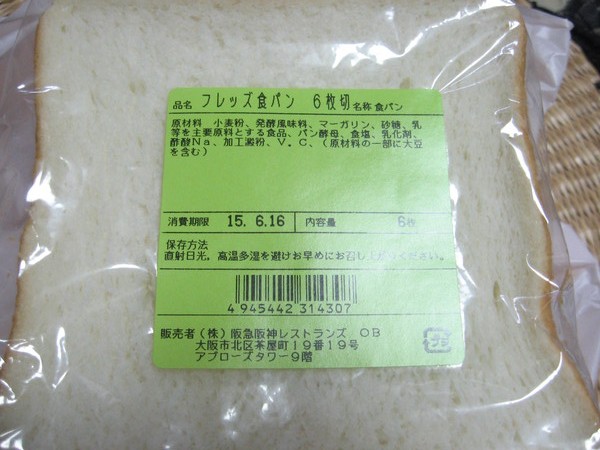 品名 フレッズ食パン 6枚切 名称 食パン
原材料 小麦粉、発酵風味料、マーガリン、砂糖、乳
等を主要原料とする食品、パン酵母、食塩、乳化剤、
酢酸Na、加工澱粉、V．C、（原材料の一部に大豆
を含む）
消費期限 15. 6.16 内容量 6枚
保存方法
直射日光。高温多湿を避けお早めにお召し上がりください。
4945442 314307
販売者（株）阪急阪神レストランズ OB
大阪市北区茶屋町19番19号
アプローズタワー9階
プラ